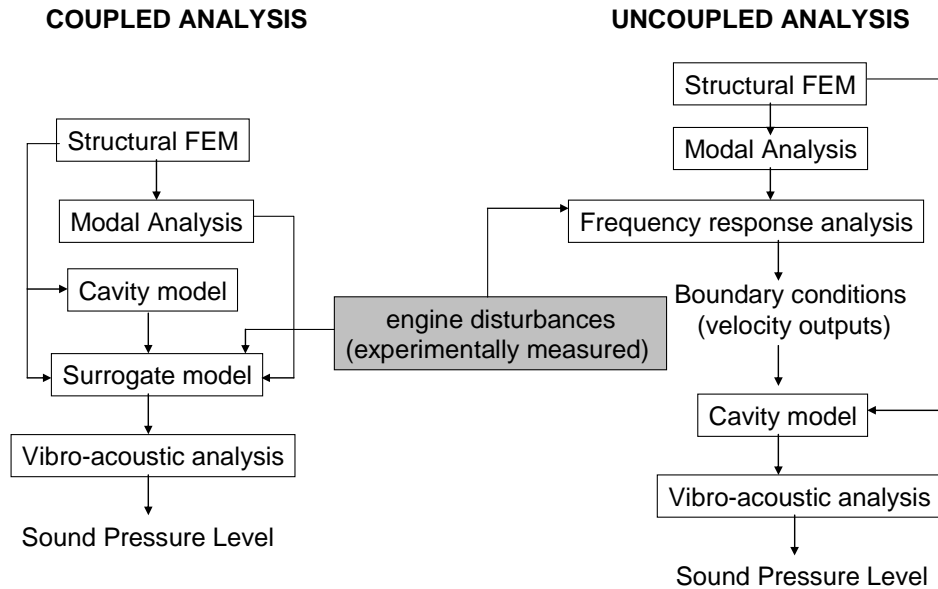 COUPLED ANALYSIS
Structural FEM
Modal Analysis
Cavity model
Surrogate model
Vibro-acoustic analysis
Sound Pressure Level
engine disturbances
(experimentally measured)
UNCOUPLED ANALYSIS
Structural FEM
Modal Analysis
Frequency response analysis
Boundary conditions
(velocity outputs)
Cavity model
Vibro-acoustic analysis
Sound Pressure Level